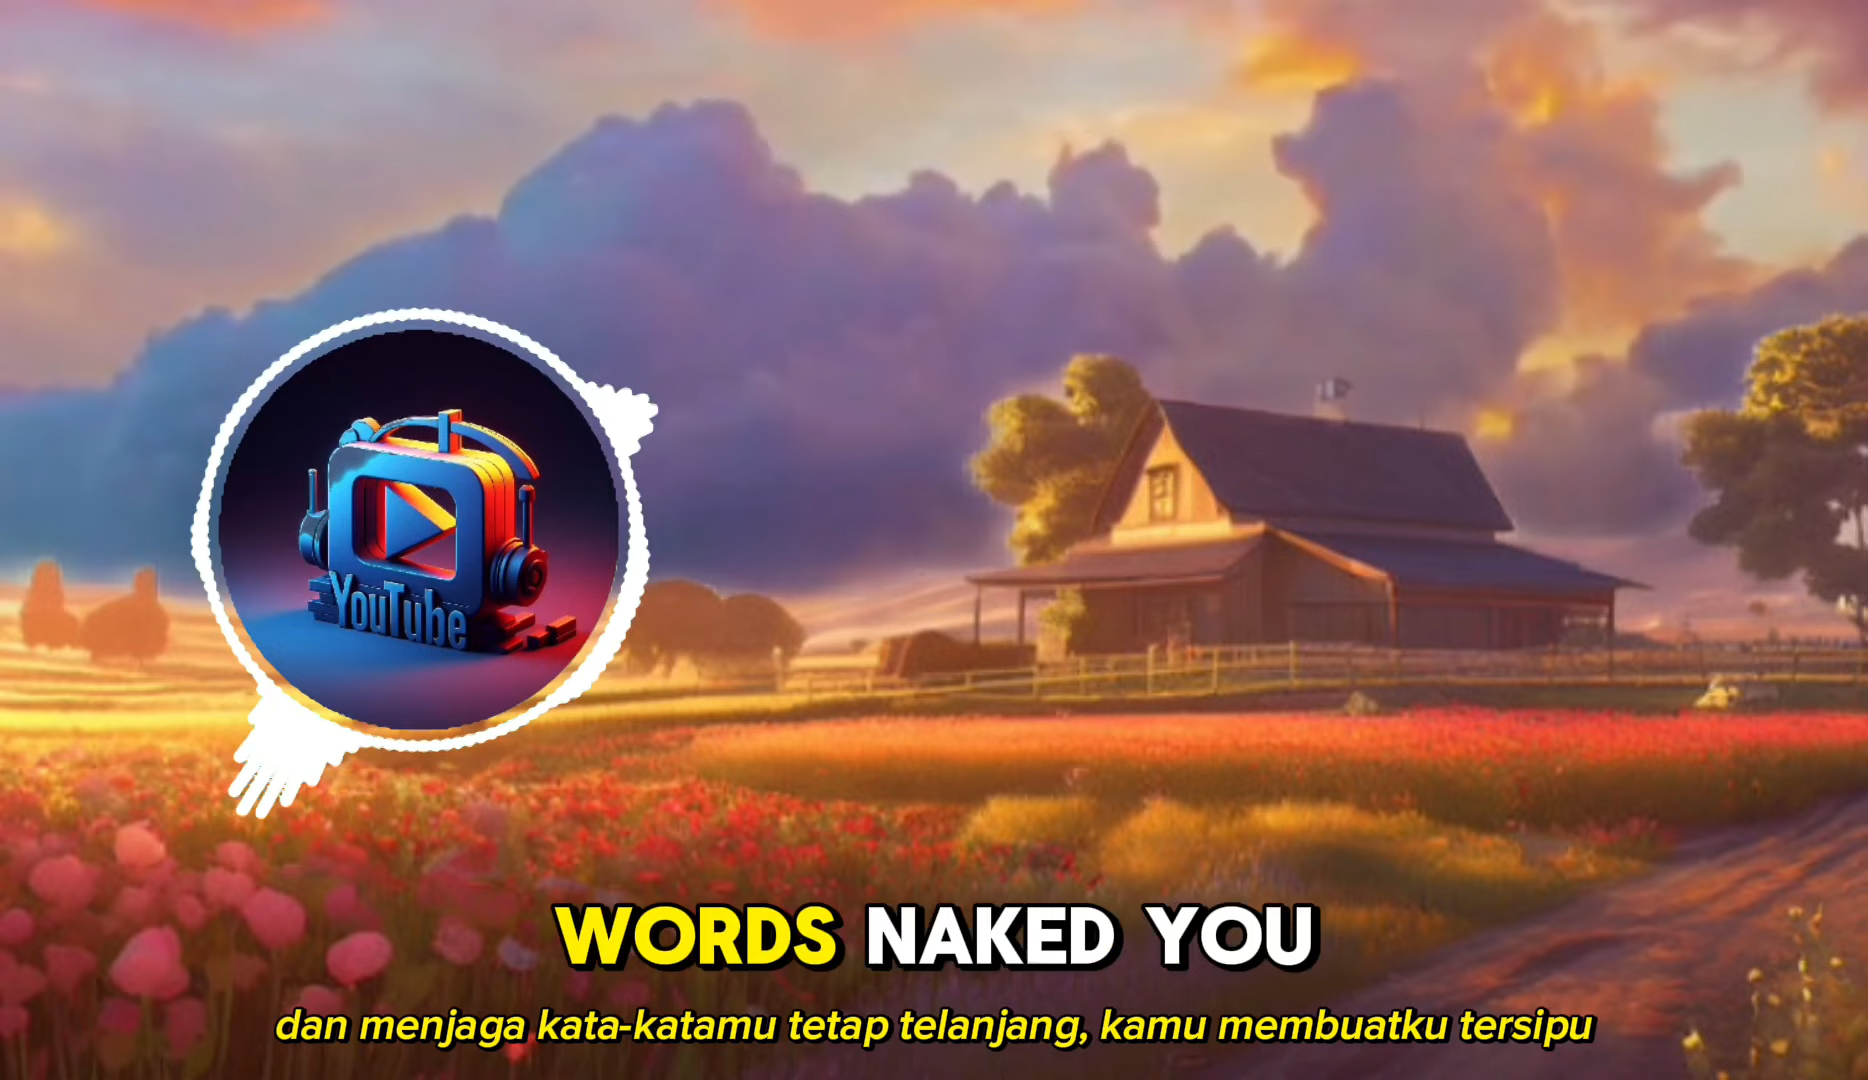 YouTube
WORDS NAKED YOU
dan menjaga kata-katamu tetap telanjang, kamu membuatku tersipu